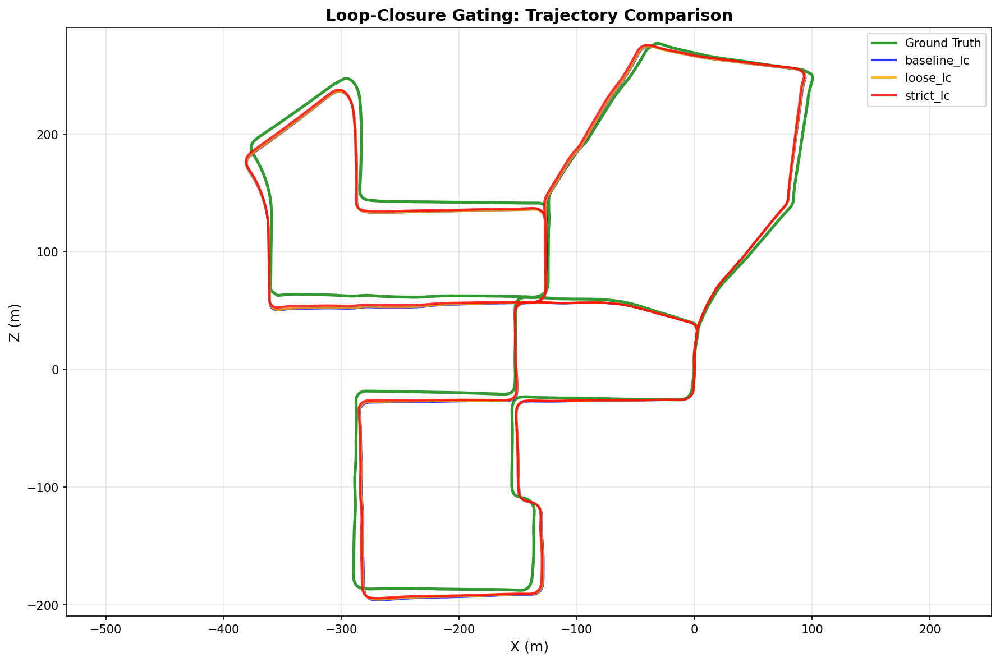 Loop-Closure Gating: Trajectory Comparison
Ground Truth
baseline_lc
loose_lc
strict_lc
200
100
0
−100
−200
Z (m)
−500
−400
−300
−200
−100
0
100
200
X (m)